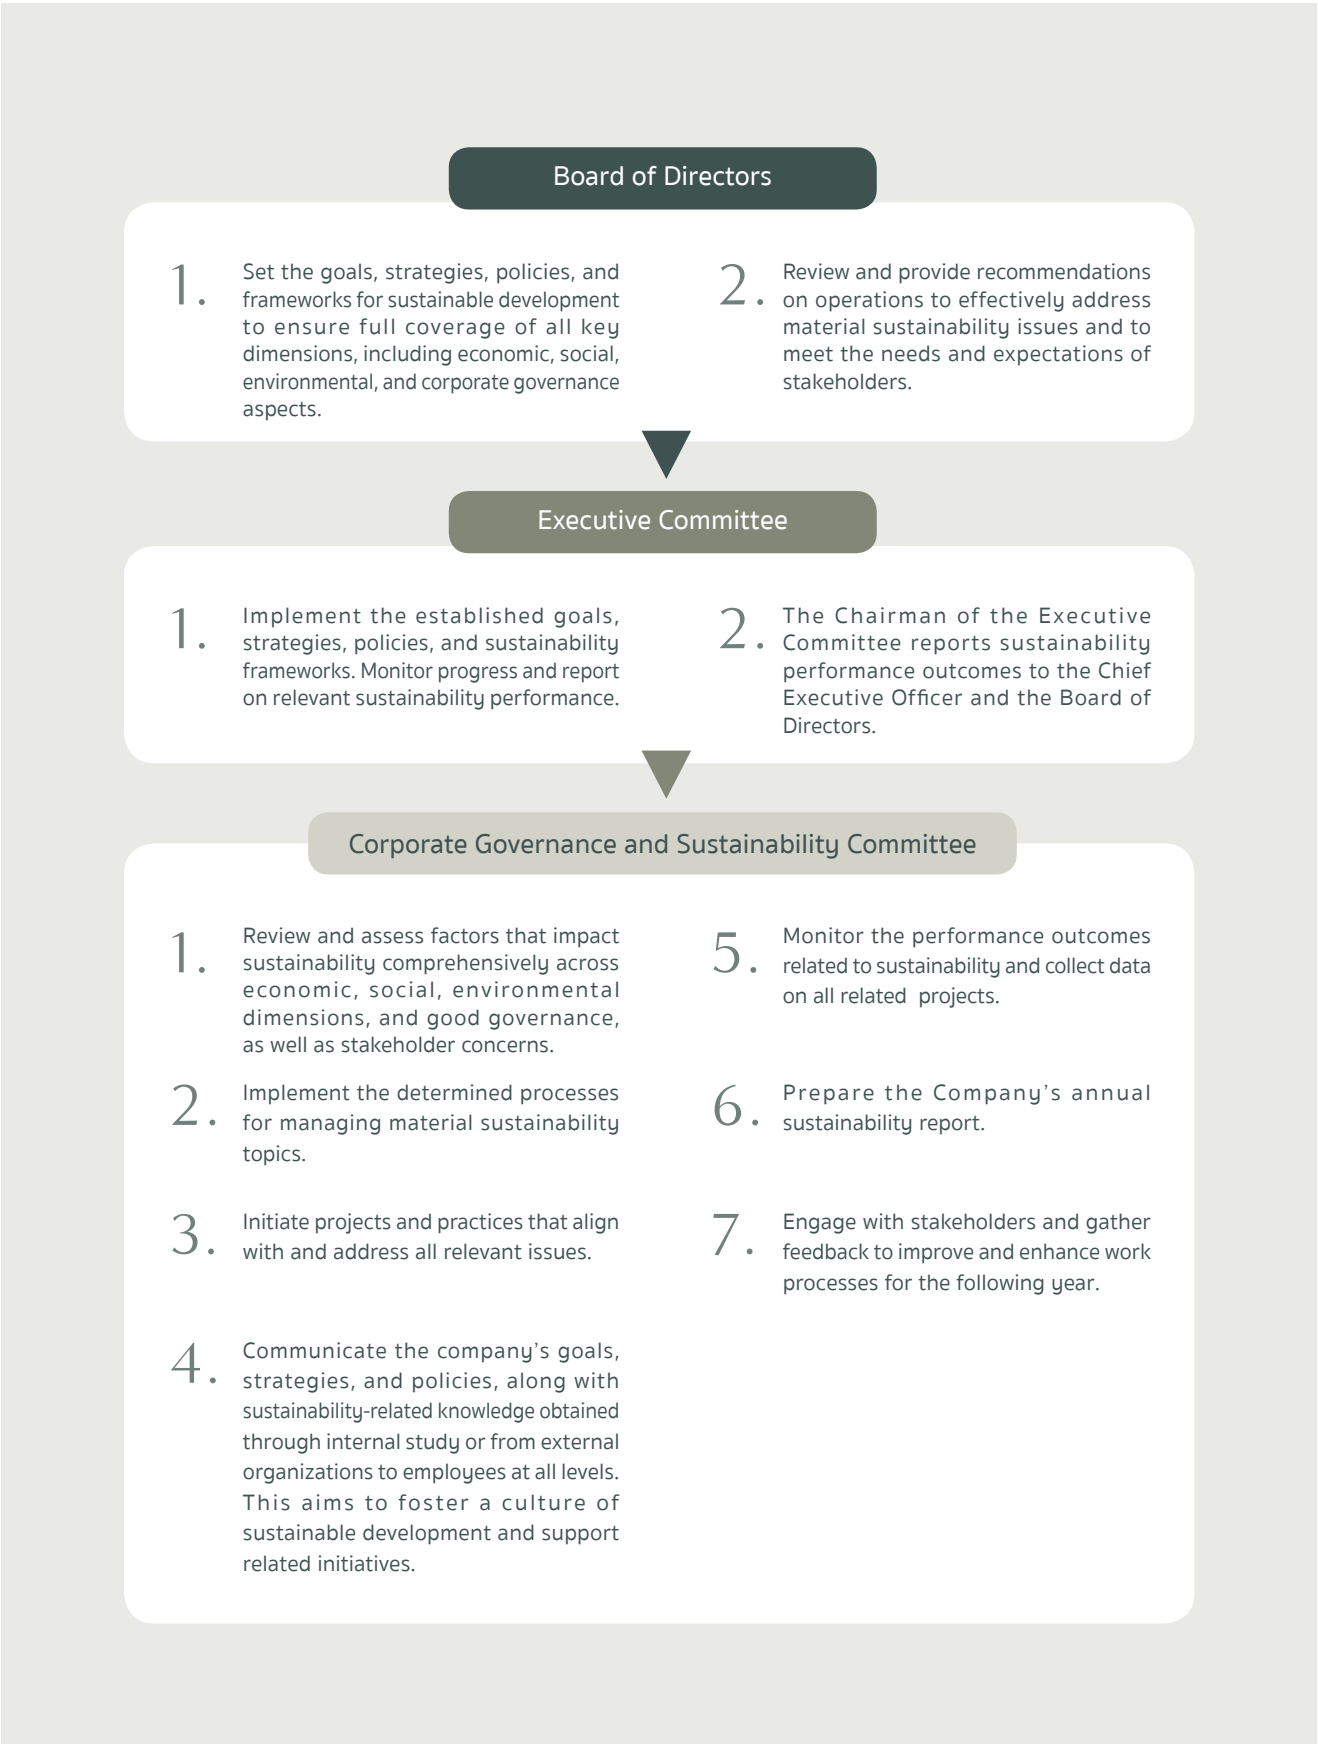 Board of Directors
1.
Set the goals, strategies, policies, and
frameworks for sustainable development
to ensure full coverage of all key
dimensions, including economic, social,
environmental, and corporate governance
aspects.
2.
Review and provide recommendations
on operations to effectively address
material sustainability issues and to
meet the needs and expectations of
stakeholders.
Executive Committee
1.
Implement the established goals,
strategies, policies, and sustainability
frameworks. Monitor progress and report
on relevant sustainability performance.
2.
The Chairman of the Executive
Committee reports sustainability
performance outcomes to the Chief
Executive Officer and the Board of
Directors.
Corporate Governance and Sustainability Committee
1.
Review and assess factors that impact
sustainability comprehensively across
economic, social, environmental
dimensions, and good governance,
as well as stakeholder concerns.
2.
Implement the determined processes
for managing material sustainability
topics.
3.
Initiate projects and practices that align
with and address all relevant issues.
4.
Communicate the company's goals,
strategies, and policies, along with
sustainability-related knowledge obtained
through internal study or from external
organizations to employees at all levels.
This aims to foster a culture of
sustainable development and support
related initiatives.
5.
Monitor the performance outcomes
related to sustainability and collect data
on all related projects.
6.
Prepare the Company's annual
sustainability report.
7.
Engage with stakeholders and gather
feedback to improve and enhance work
processes for the following year.